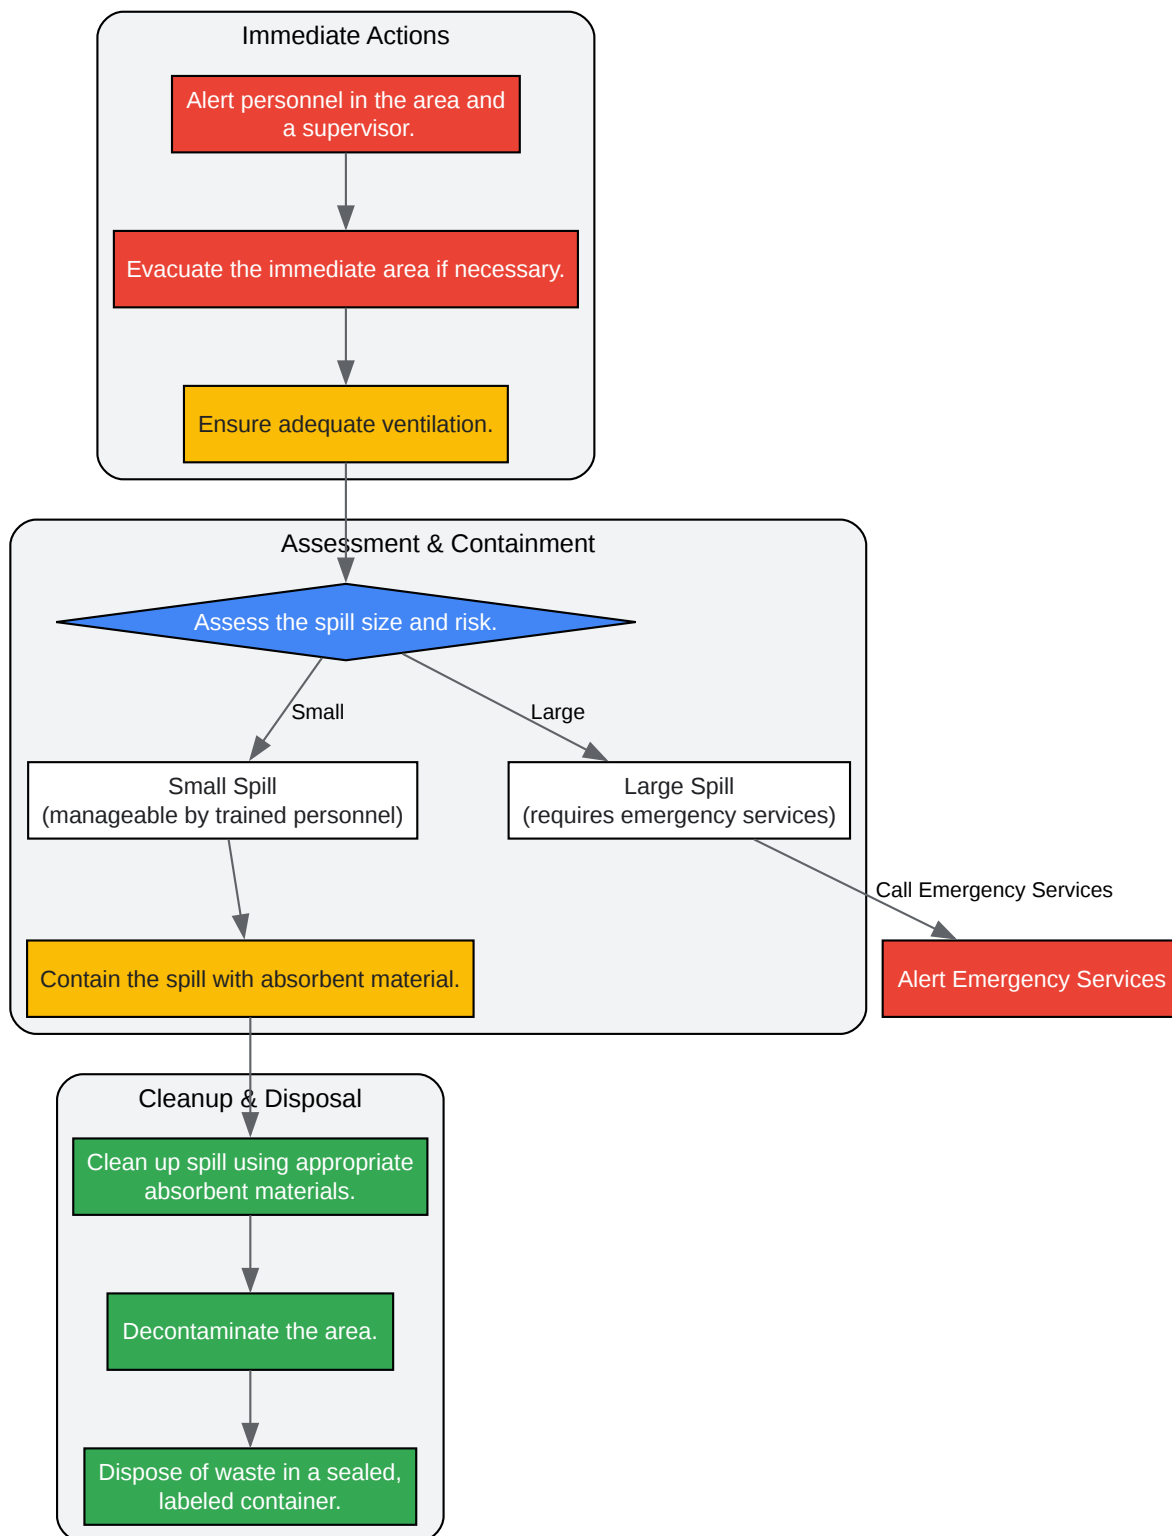 Immediate Actions
Alert personnel in the area and
a supervisor.
Evacuate the immediate area if necessary.
Ensure adequate ventilation.
Assessment & Containment
Assess the spill size and risk.
Small
Large
Small Spill
(manageable by trained personnel)
Large Spill
(requires emergency services)
Call Emergency Services
Contain the spill with absorbent material.
Alert Emergency Services
Cleanup & Disposal
Clean up spill using appropriate
absorbent materials.
Decontaminate the area.
Dispose of waste in a sealed,
labeled container.